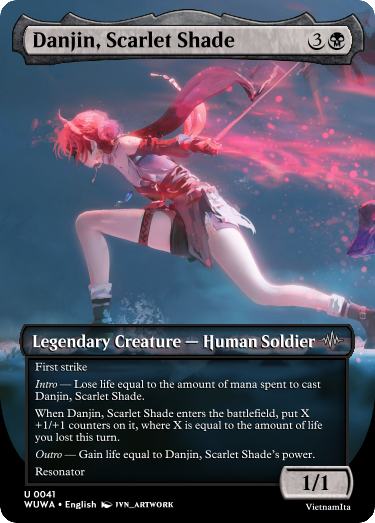 Danjin, Scarlet Shade 3
Legendary Creature — Human Soldier
First strike
Intro — Lose life equal to the amount of mana spent to cast
Danjin, Scarlet Shade.
When Danjin, Scarlet Shade enters the battlefield, put X
+1/+1 counters on it, where X is equal to the amount of life
you lost this turn.
Outro — Gain life equal to Danjin, Scarlet Shade's power.
Resonator
1/1
U 0041
WUWA • English JVN_ARTWORK
VietnamIta